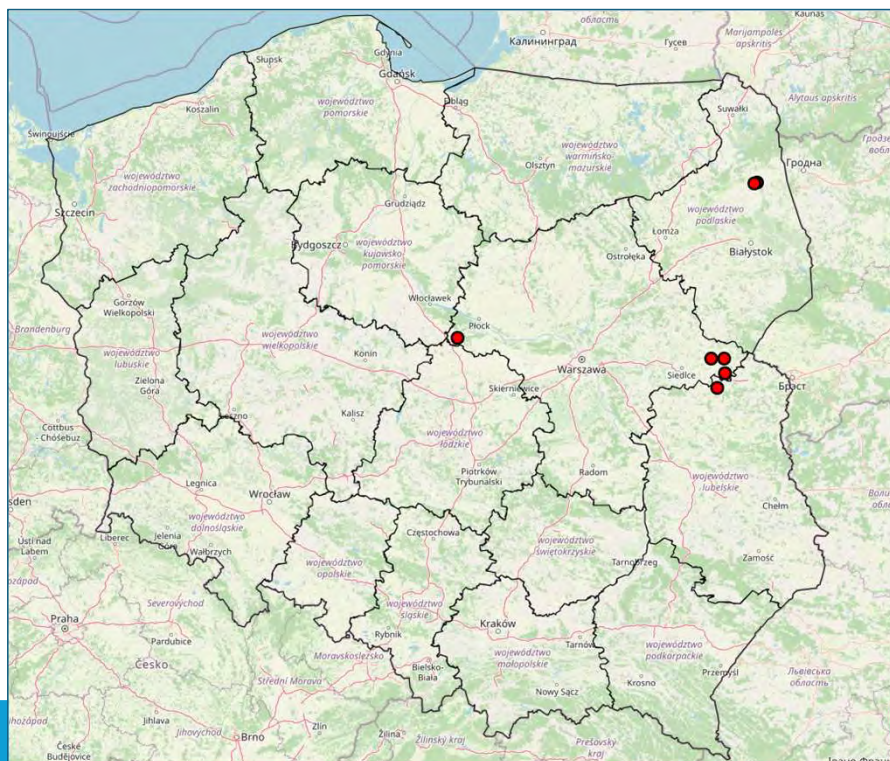 область
Kaunas
Калининград
Гусев
Marijampolės
apskritis
Gdynia
Słupsk
Gdańsk
Koszalin
województwo
pomorskie
Elbląg
Alytaus apskritis
Suwałki
Świnoujście
województwo
zachodniopomorskie
Olsztyn
województwo
warmińsko-
mazurskie
Гродна
Szczecin
Grudziądz
województwo
podlaskie
Bydgoszcz
województwo
kujawsko-
pomorskie
Łomża
Ostrołęka
Białystok
Gorzów
Wielkopolski
Włocławek
Brandenburg
województwo
lubuskie
województwo
wielkopolskie
Płock
Konin
Warszawa
Siedlce
Брэст
Zielona
Góra
Skierniewice
Cottbus
- Chóśebuz
Kalisz
województwo
łódzkie
Piotrków
Trybunalski
Radom
województwo
lubelskie
Legnica
Wrocław
Chełm
województwo
dolnośląskie
Usti nad
Labem
Liberec
Jelenia
Góra
Wałbrzych
Częstochowa
województwo
świętokrzyskie
Tarnobrzeg
Zamość
województwo
opolskie
województwo
śląskie
Praha
Severovýchod
Kraków
Rybnik
Tarnów
województwo
podkarpackie
Pardubice
Česko
Moravskoslezsko
województwo
małopolskie
Przemyśl
Львівська
область
Bielsko-
Biała
Krosno
Střední Morava
Nowy Sącz
Jihozápad
Jihlava
Jihovýchod
Zlín
České
Budějovice
Brno
Žilina
Žilinský kraj
Prešovský
kraj